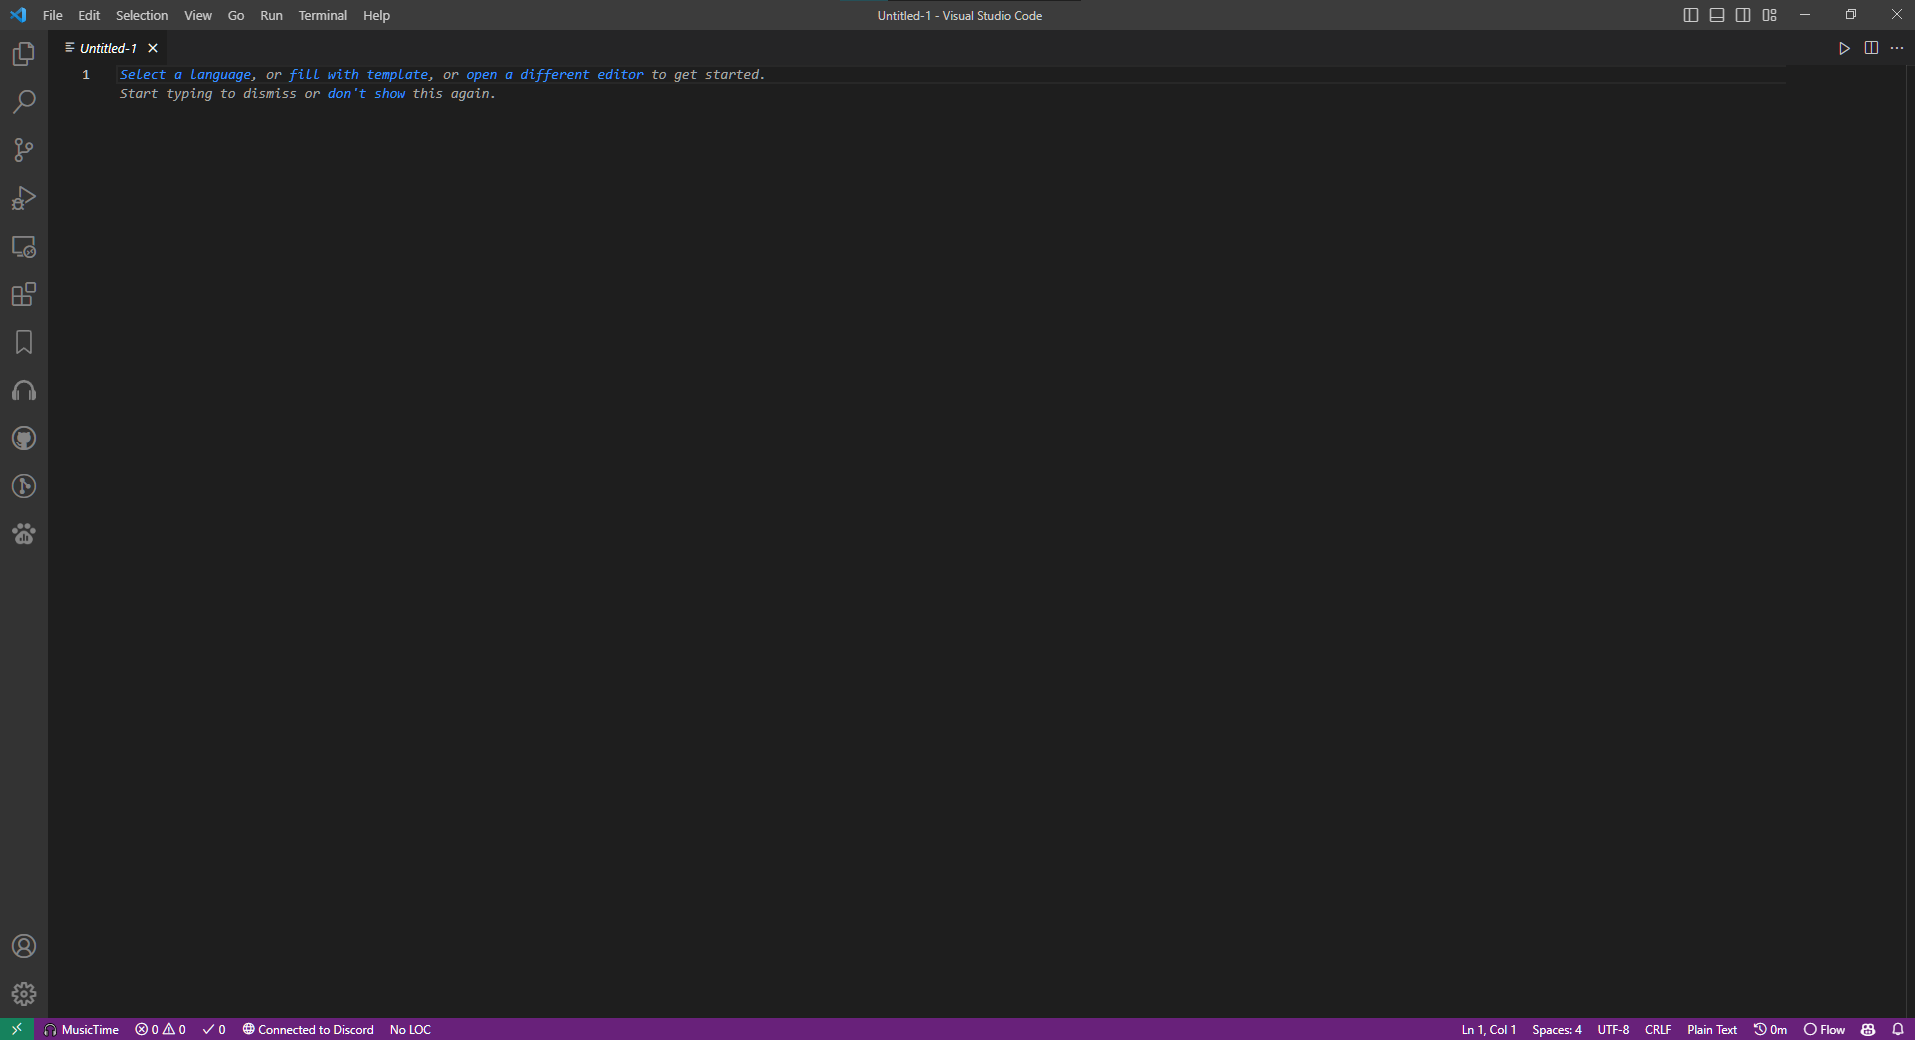 File Edit Selection View Go Run Terminal Help
Untitled-1 - Visual Studio Code
Untitled-1
1
Select a language, or fill with template, or open a different editor to get started.
Start typing to dismiss or don't show this again.
MusicTime 0 0 0 Connected to Discord No LOC
Ln 1, Col 1 Spaces: 4 UTF-8 CRLF Plain Text 0m Flow